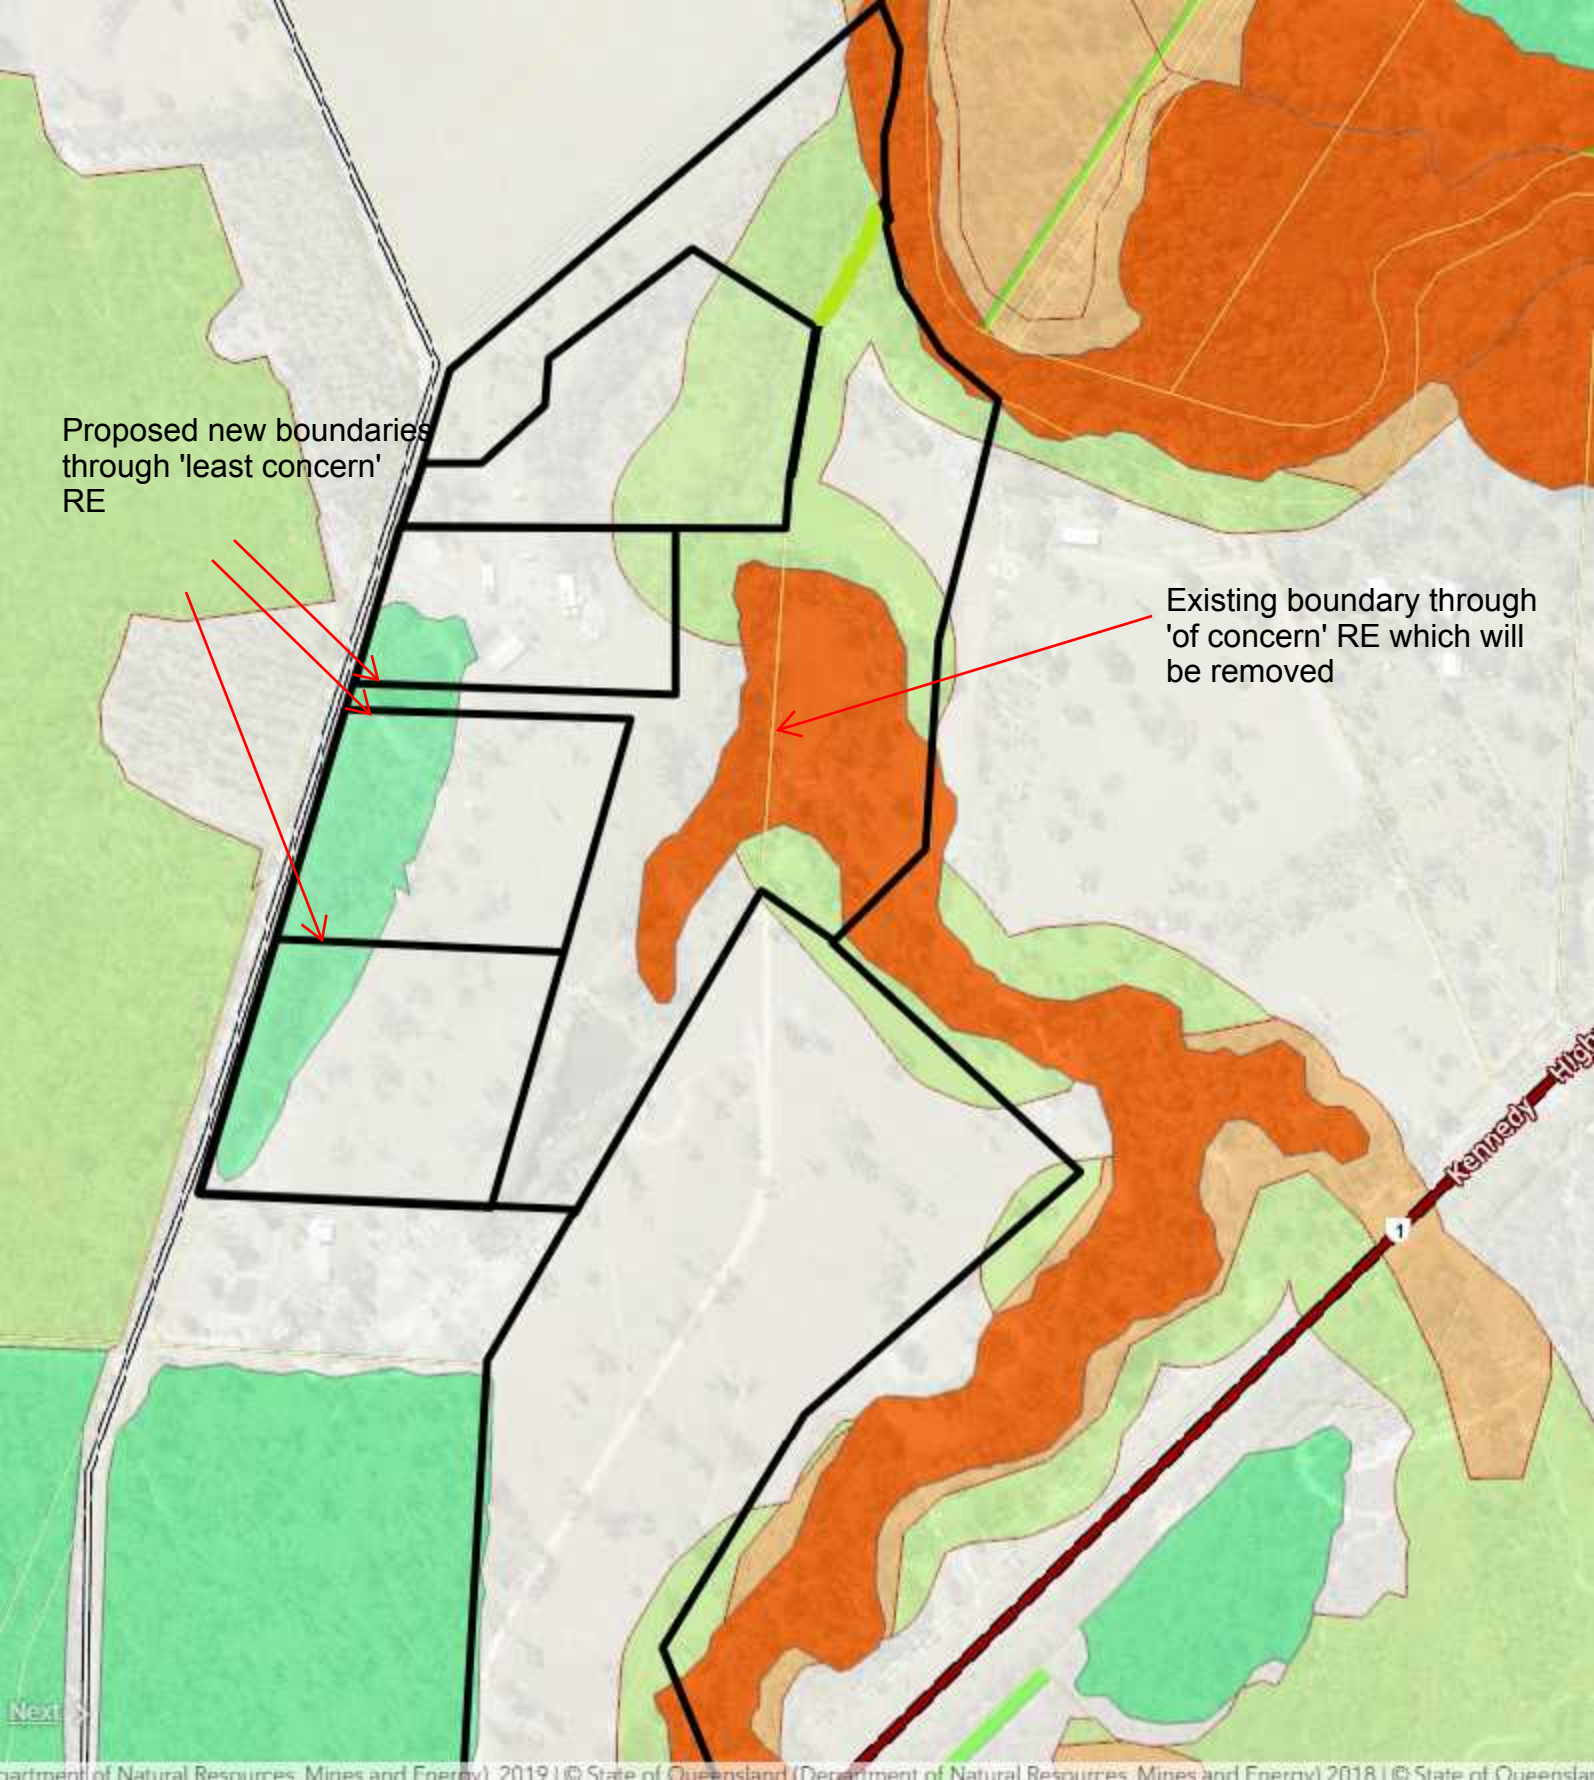 Proposed new boundaries
through 'least concern'
RE
Existing boundary through
'of concern' RE which will
be removed
Kennedy High
1
Next
partment of Natural Resources, Mines and Energy), 2019 | © State of Queensland (Department of Natural Resources, Mines and Energy) 2018 | © State of Queenslan